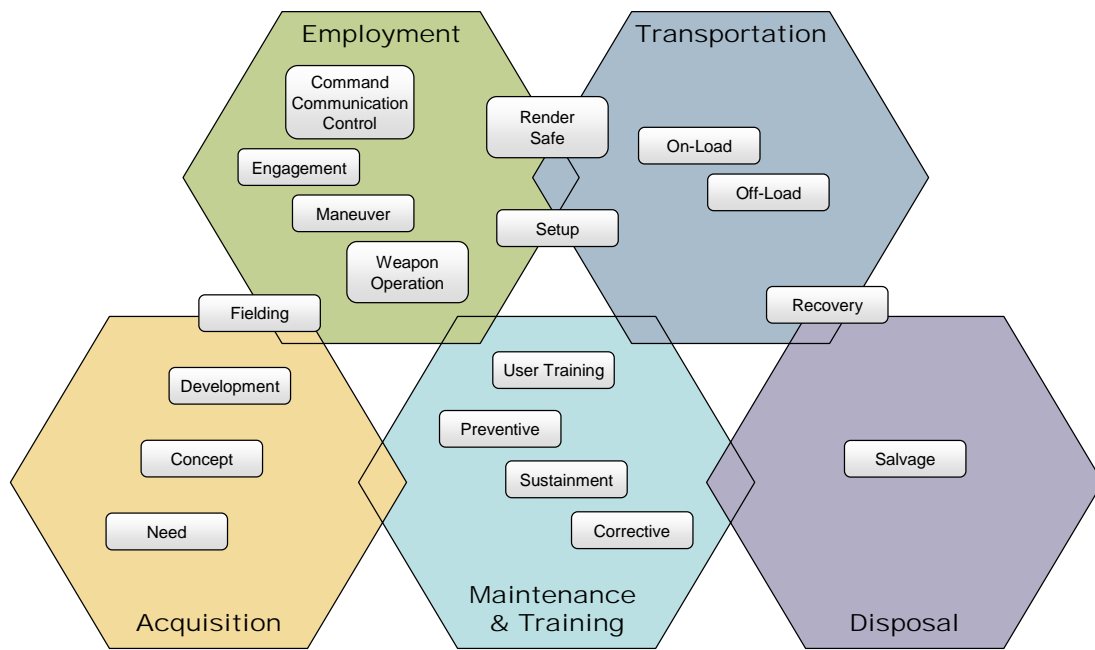 Employment
Transportation
Command
Communication
Control
Render
Safe
On-Load
Engagement
Off-Load
Maneuver
Setup
Weapon
Operation
Fielding
Recovery
User Training
Development
Preventive
Concept
Salvage
Sustainment
Need
Corrective
Maintenance
& Training
Acquisition
Disposal